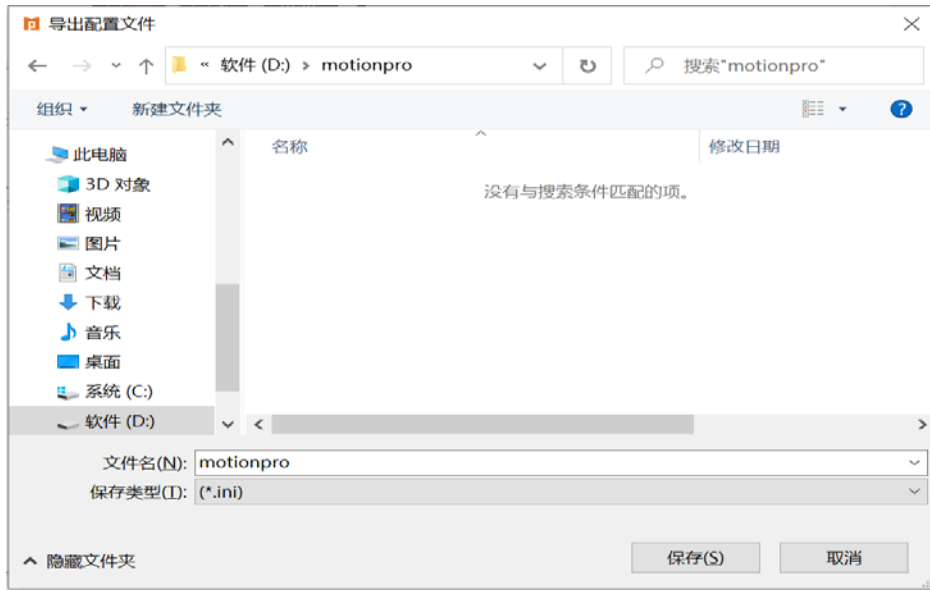 导出配置文件
« 软件 (D:) > motionpro
搜索"motionpro"
组织 新建文件夹
名称 修改日期
没有与搜索条件匹配的项。
此电脑
3D 对象
视频
图片
文档
下载
音乐
桌面
系统 (C:)
软件 (D:)
文件名(N): motionpro
保存类型(T): (*.ini)
隐藏文件夹 保存(S) 取消